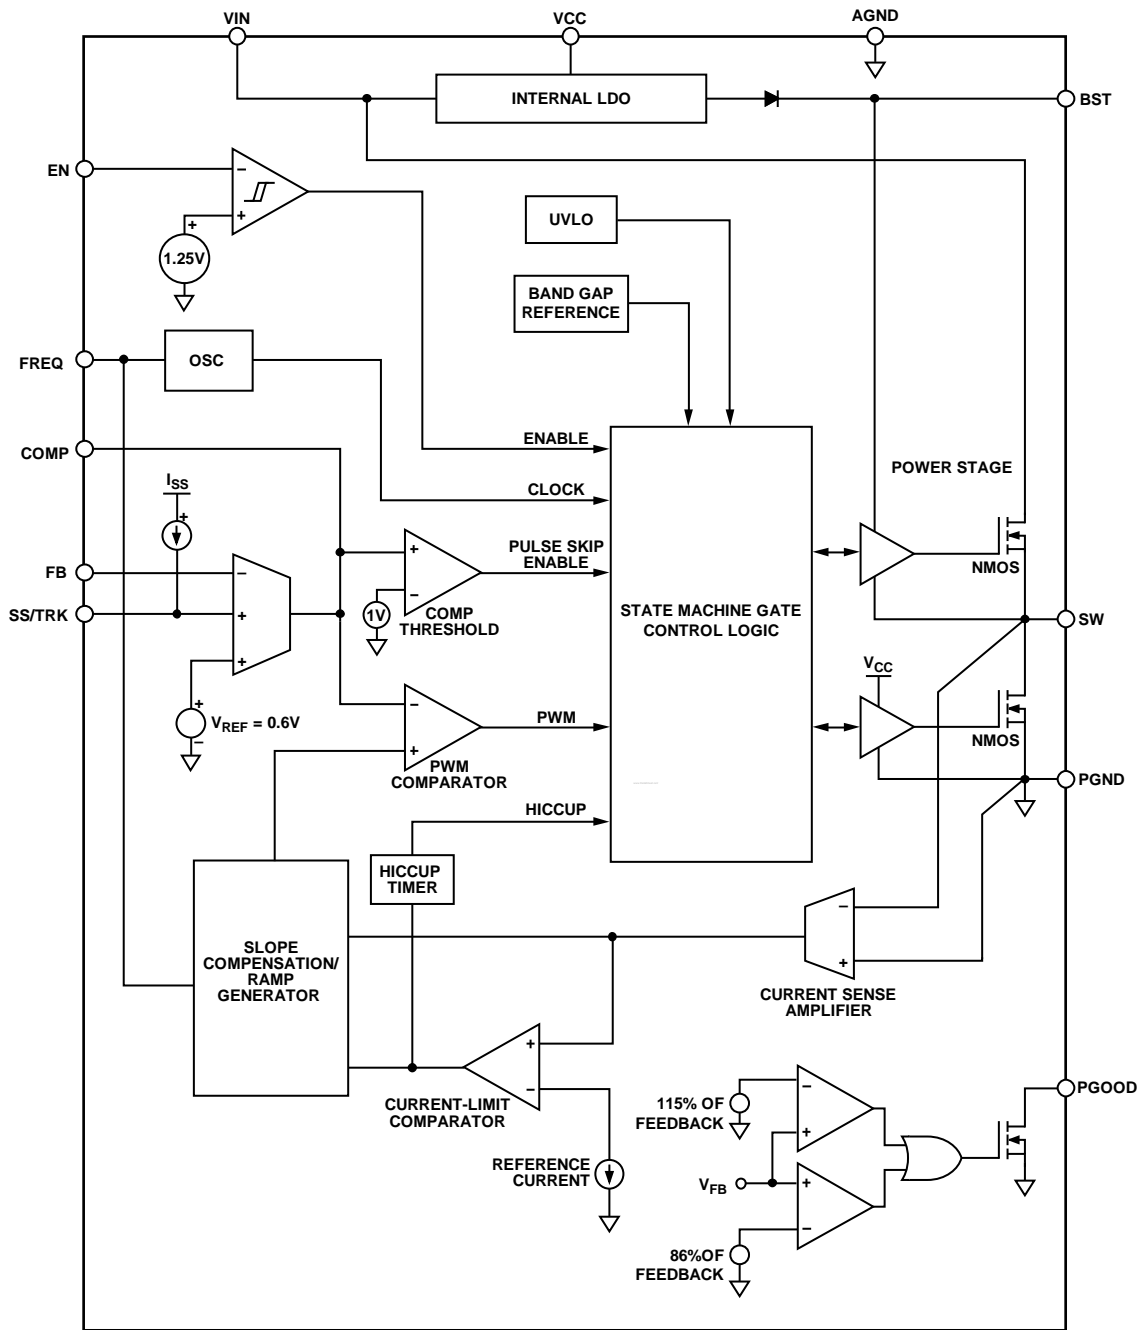 VIN
VCC
AGND
INTERNAL LDO
BST
EN
−
+
+
1.25V
UVLO
BAND GAP
REFERENCE
FREQ
OSC
COMP
ENABLE
CLOCK
POWER STAGE
ISS
+
FB
SS/TRK
−
+
+
+
−
PULSE SKIP
ENABLE
1V
COMP
THRESHOLD
STATE MACHINE GATE
CONTROL LOGIC
NMOS
SW
+
VREF = 0.6V
−
−
+
PWM
PWM
COMPARATOR
VCC
NMOS
PGND
HICCUP
HICCUP
TIMER
SLOPE
COMPENSATION/
RAMP
GENERATOR
−
+
CURRENT SENSE
AMPLIFIER
+
−
CURRENT-LIMIT
COMPARATOR
REFERENCE
CURRENT
115% OF
FEEDBACK
−
+
VFB
+
−
86%OF
FEEDBACK
PGOOD